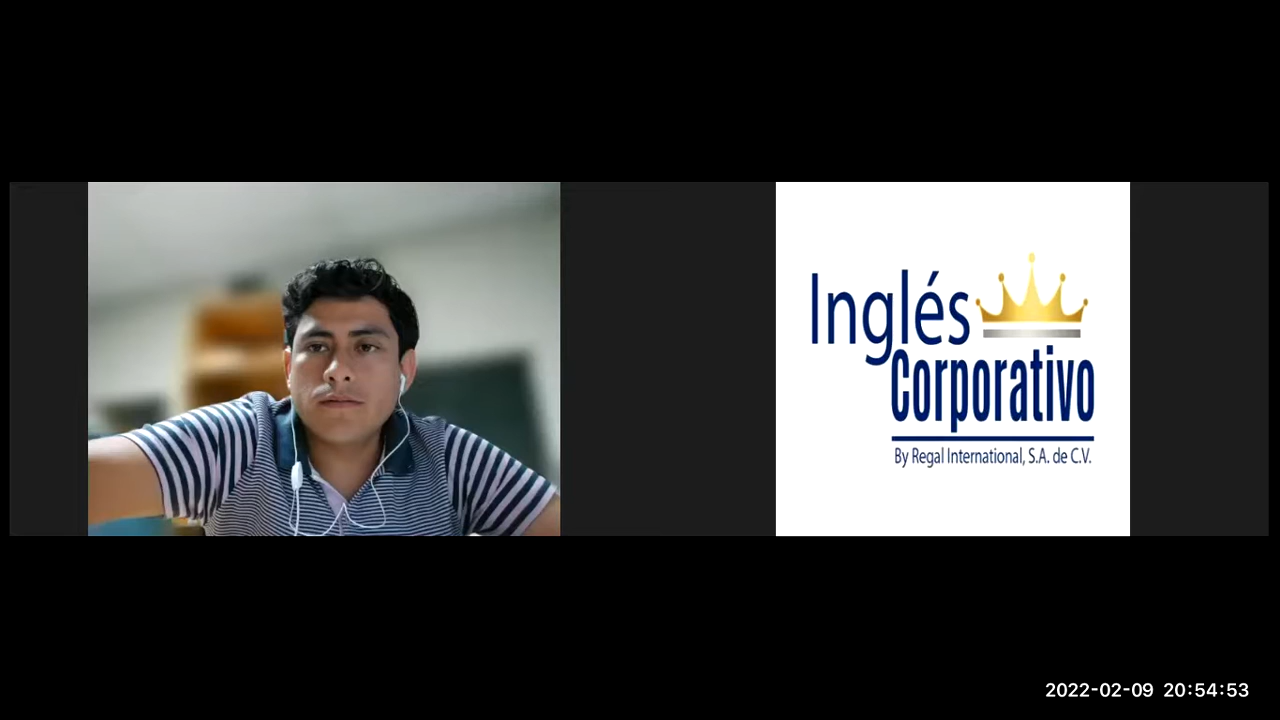 Inglés
Corporativo
By Regal International, S.A. de C.V.
2022-02-09 20:54:53